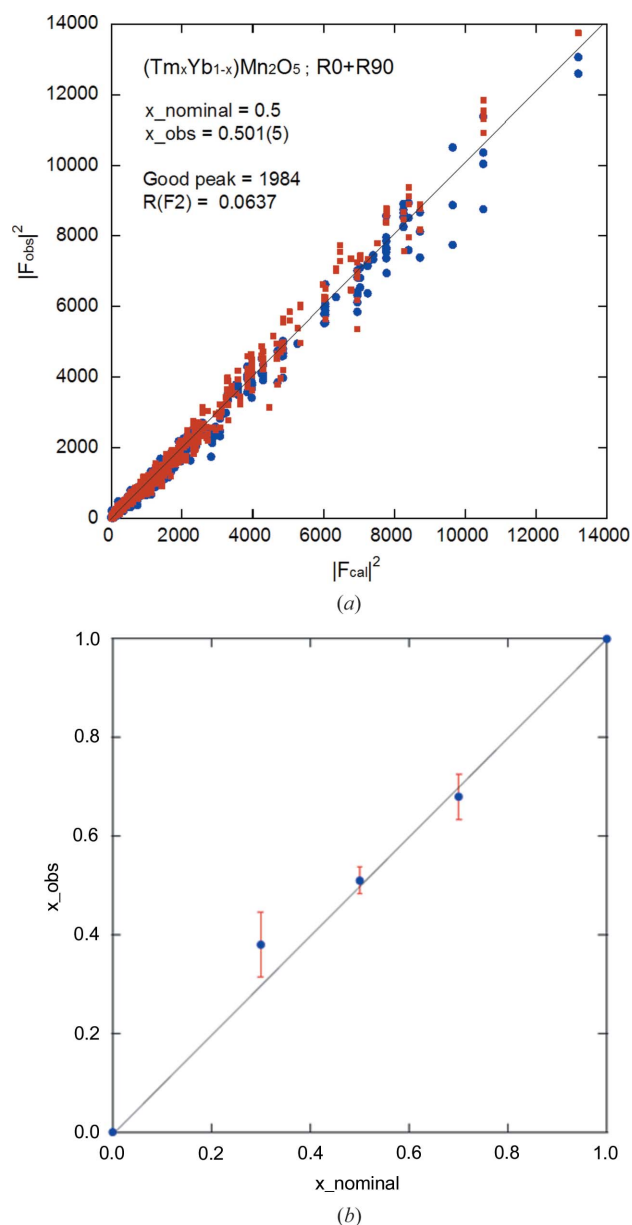 14000
12000
10000
8000
6000
4000
2000
0
|Fobs|²
(TmxYb1-x)Mn2O5 ; R0+R90
x_nominal = 0.5
x_obs = 0.501(5)
Good peak = 1984
R(F2) = 0.0637
0 2000 4000 6000 8000 10000 12000 14000
|Fcal|²
(a)
1.0
0.8
0.6
0.4
0.2
0.0
x_obs
0.0 0.2 0.4 0.6 0.8 1.0
x_nominal
(b)